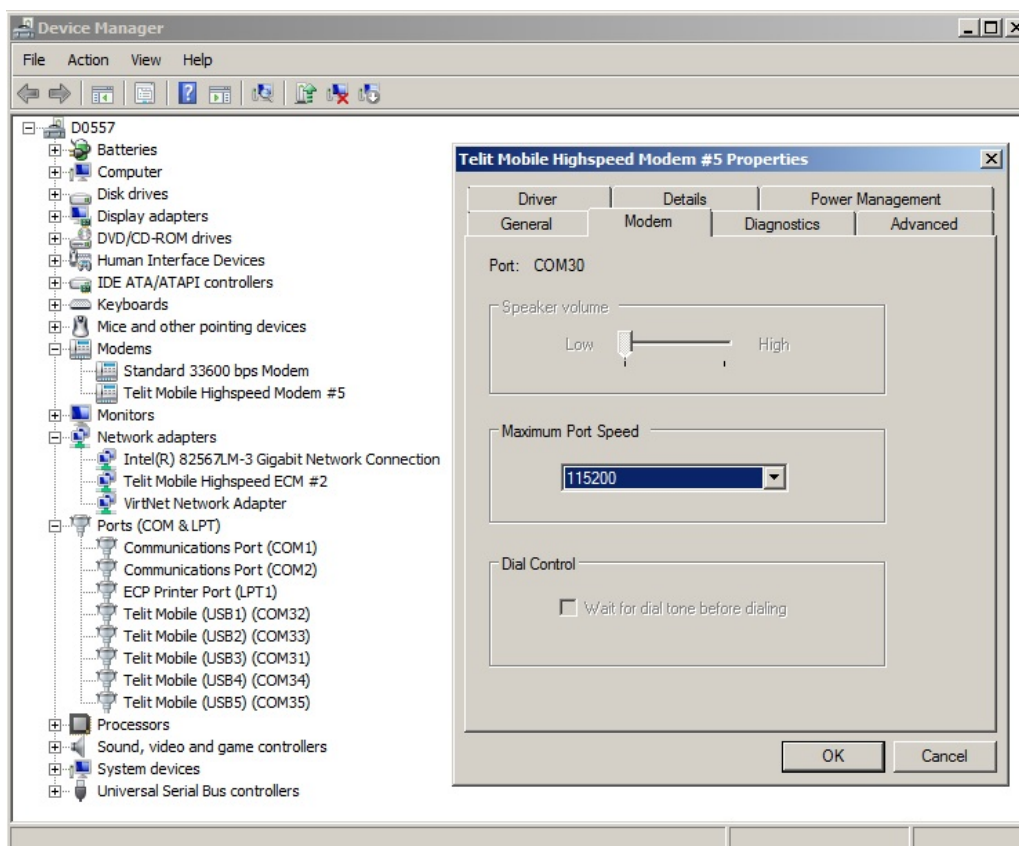 Device Manager
File Action View Help
D0557
Batteries
Computer
Disk drives
Display adapters
DVD/CD-ROM drives
Human Interface Devices
IDE ATA/ATAPI controllers
Keyboards
Mice and other pointing devices
Modems
Standard 33600 bps Modem
Telit Mobile Highspeed Modem #5
Monitors
Network adapters
Intel(R) 82567LM-3 Gigabit Network Connection
Telit Mobile Highspeed ECM #2
VirtNet Network Adapter
Ports (COM & LPT)
Communications Port (COM1)
Communications Port (COM2)
ECP Printer Port (LPT1)
Telit Mobile (USB1) (COM32)
Telit Mobile (USB2) (COM33)
Telit Mobile (USB3) (COM31)
Telit Mobile (USB4) (COM34)
Telit Mobile (USB5) (COM35)
Processors
Sound, video and game controllers
System devices
Universal Serial Bus controllers
Telit Mobile Highspeed Modem #5 Properties
Driver Details Power Management
General Modem Diagnostics Advanced
Port: COM30
Speaker volume
Low High
Maximum Port Speed
115200
Dial Control
Wait for dial tone before dialing
OK Cancel